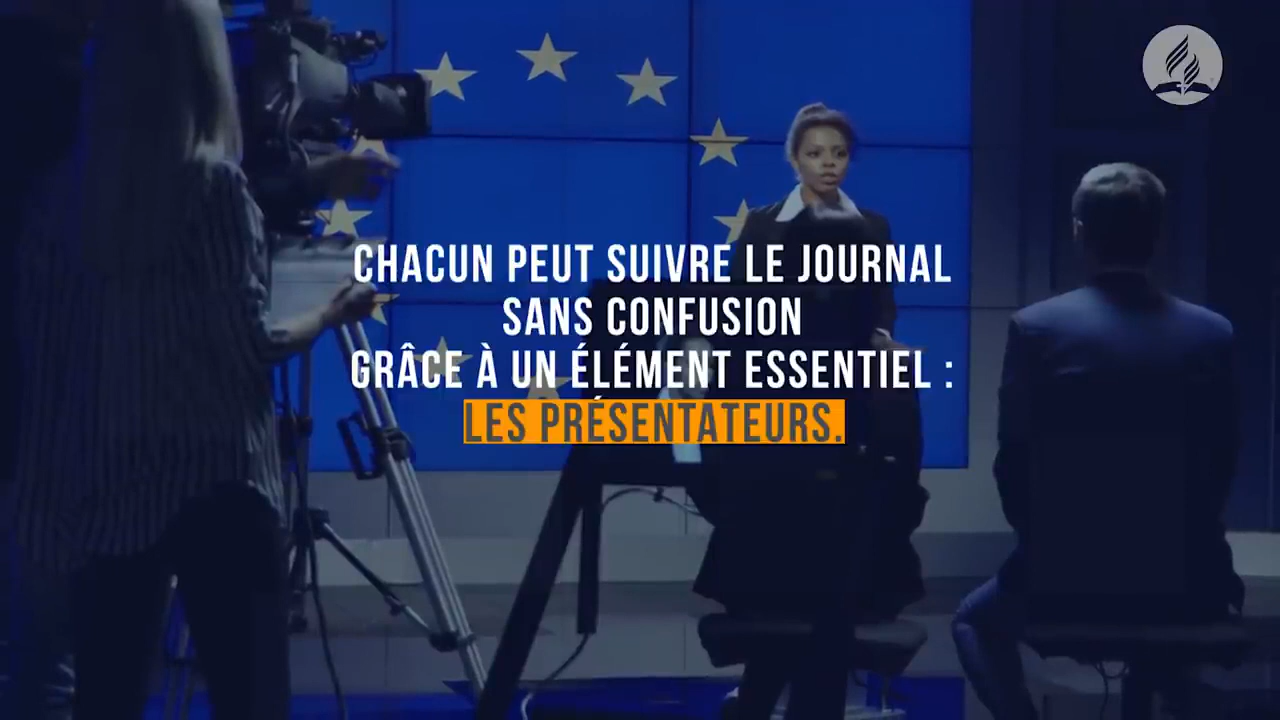 CHACUN PEUT SUIVRE LE JOURNAL
SANS CONFUSION
GRÂCE À UN ÉLÉMENT ESSENTIEL :
LES PRÉSENTATEURS.